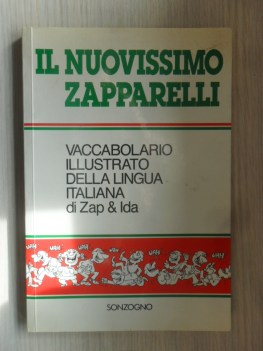 IL NUOVISSIMO
ZAPPARELLI
VACCABOLARIO
ILLUSTRATO
DELLA LINGUA
ITALIANA
di Zap & Ida
SONZOGNO